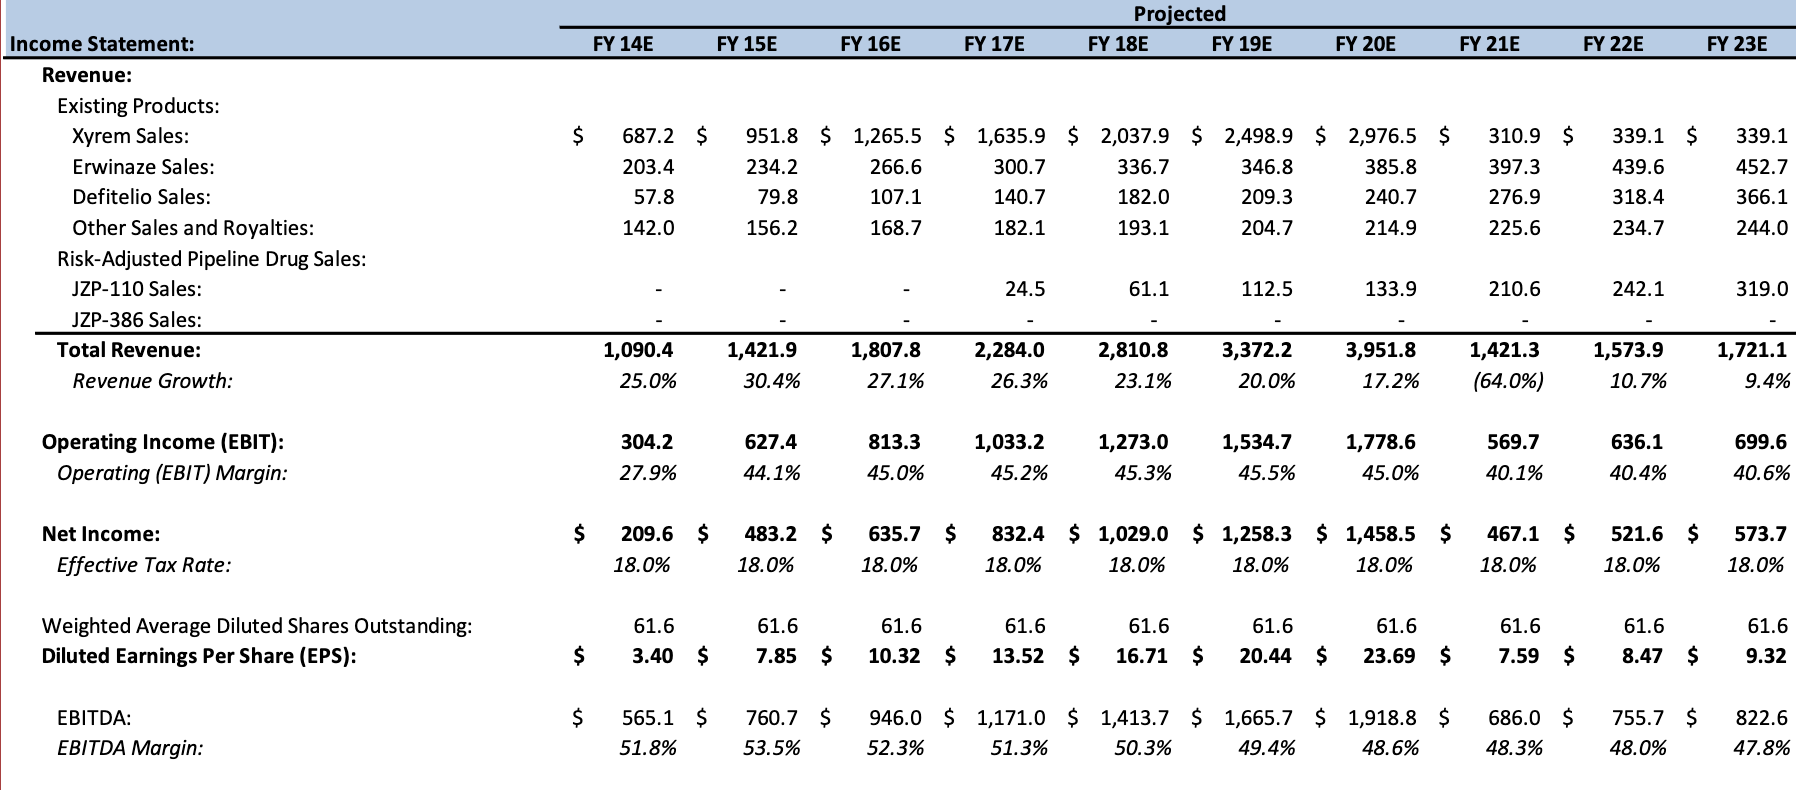 Projected
Income Statement: FY 14E FY 15E FY 16E FY 17E FY 18E FY 19E FY 20E FY 21E FY 22E FY 23E
Revenue:
Existing Products:
Xyrem Sales: $ 687.2 $ 951.8 $ 1,265.5 $ 1,635.9 $ 2,037.9 $ 2,498.9 $ 2,976.5 $ 310.9 $ 339.1 $ 339.1
Erwinaze Sales: 203.4 234.2 266.6 300.7 336.7 346.8 385.8 397.3 439.6 452.7
Defitelio Sales: 57.8 79.8 107.1 140.7 182.0 209.3 240.7 276.9 318.4 366.1
Other Sales and Royalties: 142.0 156.2 168.7 182.1 193.1 204.7 214.9 225.6 234.7 244.0
Risk-Adjusted Pipeline Drug Sales:
JZP-110 Sales: - - - 24.5 61.1 112.5 133.9 210.6 242.1 319.0
JZP-386 Sales: - - - - - - - - - -
Total Revenue: 1,090.4 1,421.9 1,807.8 2,284.0 2,810.8 3,372.2 3,951.8 1,421.3 1,573.9 1,721.1
Revenue Growth: 25.0% 30.4% 27.1% 26.3% 23.1% 20.0% 17.2% (64.0%) 10.7% 9.4%
Operating Income (EBIT): 304.2 627.4 813.3 1,033.2 1,273.0 1,534.7 1,778.6 569.7 636.1 699.6
Operating (EBIT) Margin: 27.9% 44.1% 45.0% 45.2% 45.3% 45.5% 45.0% 40.1% 40.4% 40.6%
Net Income: $ 209.6 $ 483.2 $ 635.7 $ 832.4 $ 1,029.0 $ 1,258.3 $ 1,458.5 $ 467.1 $ 521.6 $ 573.7
Effective Tax Rate: 18.0% 18.0% 18.0% 18.0% 18.0% 18.0% 18.0% 18.0% 18.0% 18.0%
Weighted Average Diluted Shares Outstanding: 61.6 61.6 61.6 61.6 61.6 61.6 61.6 61.6 61.6 61.6
Diluted Earnings Per Share (EPS): $ 3.40 $ 7.85 $ 10.32 $ 13.52 $ 16.71 $ 20.44 $ 23.69 $ 7.59 $ 8.47 $ 9.32
EBITDA: $ 565.1 $ 760.7 $ 946.0 $ 1,171.0 $ 1,413.7 $ 1,665.7 $ 1,918.8 $ 686.0 $ 755.7 $ 822.6
EBITDA Margin: 51.8% 53.5% 52.3% 51.3% 50.3% 49.4% 48.6% 48.3% 48.0% 47.8%